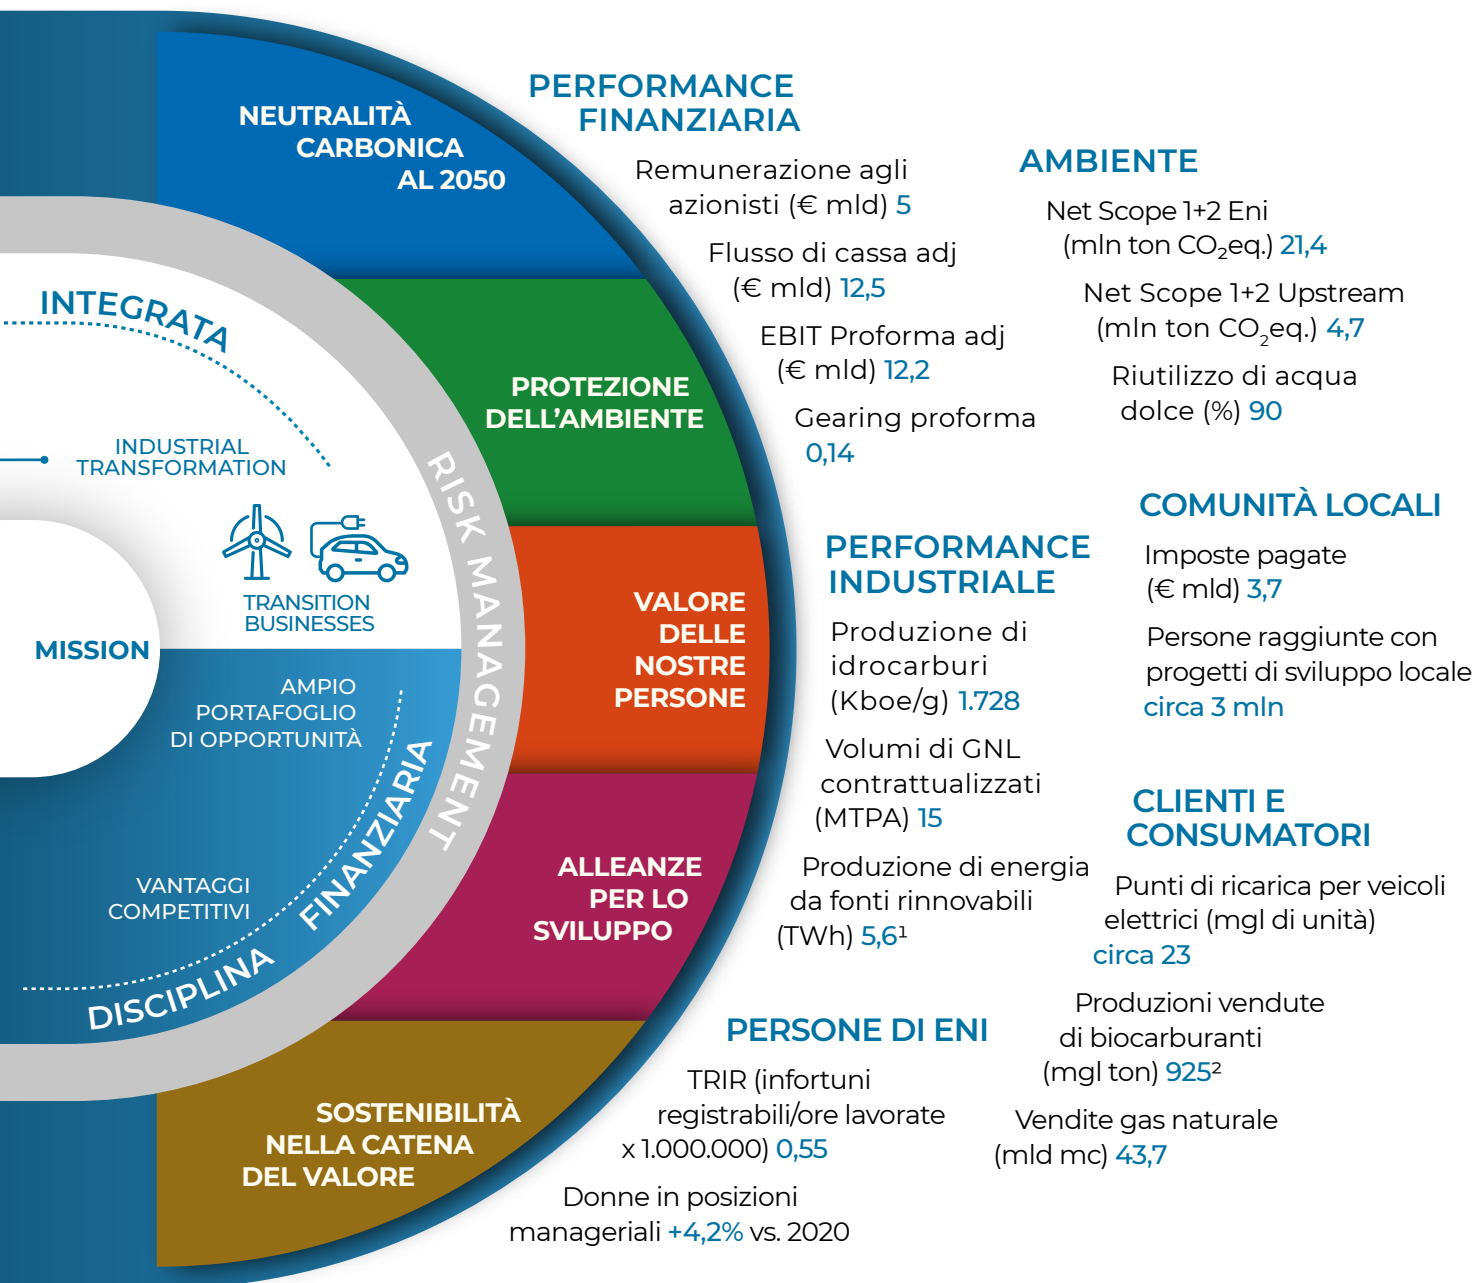 NEUTRALITÀ
CARBONICA
AL 2050
PROTEZIONE
DELL’AMBIENTE
VALORE
DELLE
NOSTRE
PERSONE
ALLEANZE
PER LO
SVILUPPO
SOSTENIBILITÀ
NELLA CATENA
DEL VALORE
RISK MANAGEMENT
INTEGRATA
INDUSTRIAL
TRANSFORMATION
TRANSITION
BUSINESSES
MISSION
AMPIO
PORTAFOGLIO
DI OPPORTUNITÀ
VANTAGGI
COMPETITIVI
DISCIPLINA FINANZIARIA
PERFORMANCE
FINANZIARIA
Remunerazione agli
azionisti (€ mld) 5
Flusso di cassa adj
(€ mld) 12,5
EBIT Proforma adj
(€ mld) 12,2
Gearing proforma
0,14
PERFORMANCE
INDUSTRIALE
Produzione di
idrocarburi
(Kboe/g) 1.728
Volumi di GNL
contrattualizzati
(MTPA) 15
Produzione di energia
da fonti rinnovabili
(TWh) 5,6¹
PERSONE DI ENI
TRIR (infortuni
registrabili/ore lavorate
x 1.000.000) 0,55
Donne in posizioni
manageriali +4,2% vs. 2020
AMBIENTE
Net Scope 1+2 Eni
(mln ton CO₂eq.) 21,4
Net Scope 1+2 Upstream
(mln ton CO₂eq.) 4,7
Riutilizzo di acqua
dolce (%) 90
COMUNITÀ LOCALI
Imposte pagate
(€ mld) 3,7
Persone raggiunte con
progetti di sviluppo locale
circa 3 mln
CLIENTI E
CONSUMATORI
Punti di ricarica per veicoli
elettrici (mgl di unità)
circa 23
Produzioni vendute
di biocarburanti
(mgl ton) 925²
Vendite gas naturale
(mld mc) 43,7